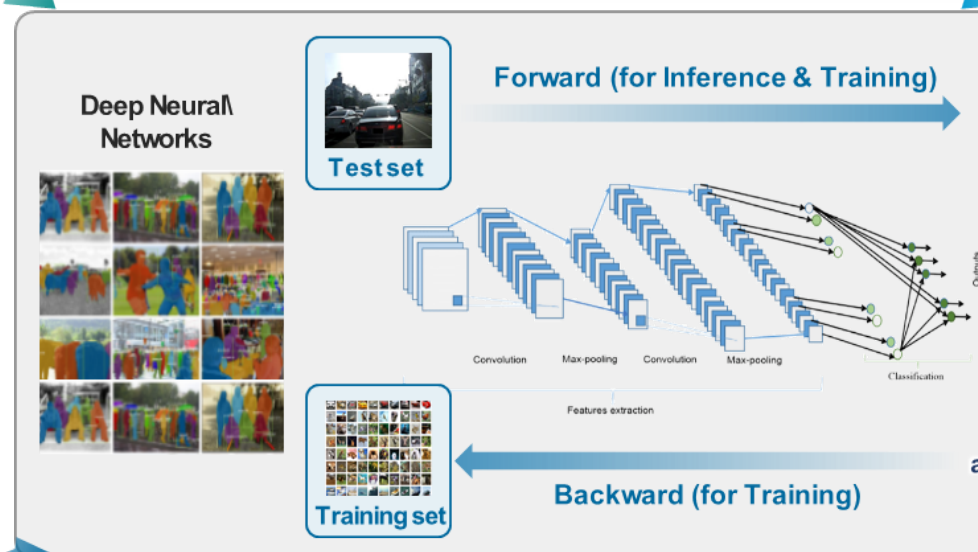 Deep Neural\
Networks
Test set
Forward (for Inference & Training)
Convolution
Max-pooling
Convolution
Max-pooling
Classification
Outputs
Features extraction
Training set
Backward (for Training)
a